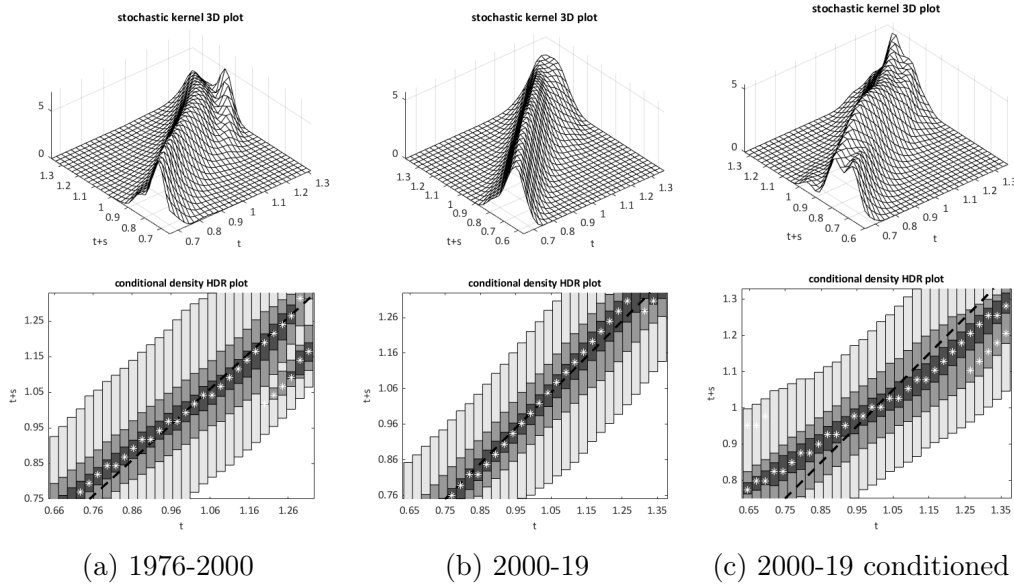 stochastic kernel 3D plot
5
0
1.3
1.2
1.1
1
0.9
0.8
0.7
t+s
0.7
0.8
0.9
1
1.1
1.2
1.3
t
stochastic kernel 3D plot
5
0
1.3
1.2
1.1
1
0.9
0.8
0.7
t+s
0.7
0.8
0.9
1
1.1
1.2
1.3
t
stochastic kernel 3D plot
5
0
1.3
1.2
1.1
1
0.9
0.8
0.7
0.6
t+s
0.7
0.8
0.9
1
1.1
1.2
1.3
t
conditional density HDR plot
1.25
1.15
1.05
0.95
0.85
0.75
t+s
0.66 0.76 0.86 0.96 1.06 1.16 1.26
t
conditional density HDR plot
1.26
1.16
1.06
0.96
0.86
0.76
t+s
0.65 0.75 0.85 0.95 1.05 1.15 1.25 1.35
t
conditional density HDR plot
1.3
1.2
1.1
1
0.9
0.8
t+s
0.65 0.75 0.85 0.95 1.05 1.15 1.25 1.35
t
(a) 1976-2000
(b) 2000-19
(c) 2000-19 conditioned